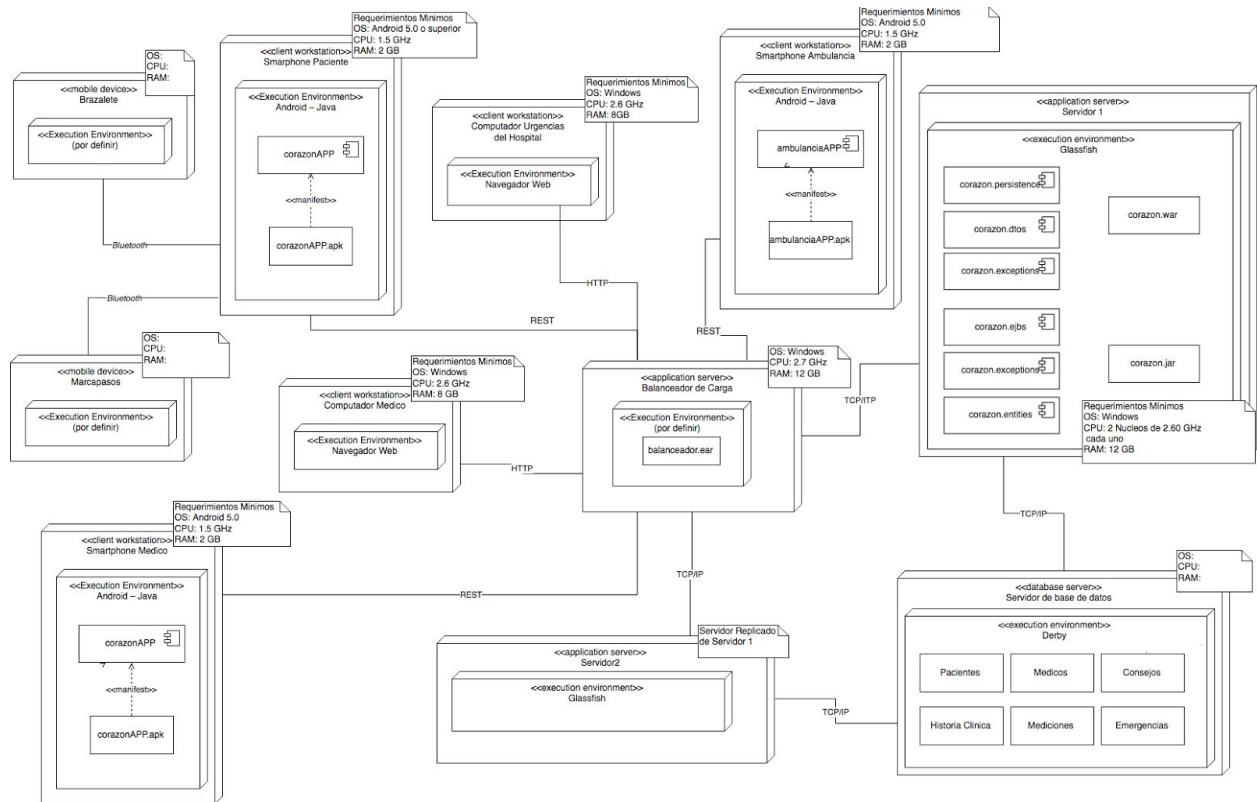 OS:
CPU:
RAM:
<<mobile device>>
Brazalete
<<Execution Environment>>
(por definir)
Bluetooth
Requerimientos Minimos
OS: Android 5.0 o superior
CPU: 1.5 GHz
RAM: 2 GB
<<client workstation>>
Smarphone Paciente
<<Execution Environment>>
Android – Java
corazonAPP
<<manifest>>
corazonAPP.apk
Requerimientos Minimos
OS: Windows
CPU: 2.6 GHz
RAM: 8GB
<<client workstation>>
Computador Urgencias
del Hospital
<<Execution Environment>>
Navegador Web
HTTP
Requerimientos Minimos
OS: Android 5.0
CPU: 1.5 GHz
RAM: 2 GB
<<client workstation>>
Smartphone Ambulancia
<<Execution Environment>>
Android – Java
ambulanciaAPP
<<manifest>>
ambulanciaAPP.apk
REST
<<application server>>
Servidor 1
<<execution environment>>
Glassfish
corazon.persistence
corazon.dtos
corazon.exceptions
corazon.ejbs
corazon.exceptions
corazon.entities
corazon.war
corazon.jar
Requerimientos Minimos
OS: Windows
CPU: 2 Nucleos de 2.60 GHz
cada uno
RAM: 12 GB
Bluetooth
REST
OS:
CPU:
RAM:
<<mobile device>>
Marcapasos
<<Execution Environment>>
(por definir)
Requerimientos Minimos
OS: Windows
CPU: 2.6 GHz
RAM: 8 GB
<<client workstation>>
Computador Medico
<<Execution Environment>>
Navegador Web
HTTP
OS: Windows
CPU: 2.7 GHz
RAM: 12 GB
<<application server>>
Balanceador de Carga
<<Execution Environment>>
(por definir)
balanceador.ear
TCP/ITP
TCP/IP
Requerimientos Minimos
OS: Android 5.0
CPU: 1.5 GHz
RAM: 2 GB
<<client workstation>>
Smartphone Medico
<<Execution Environment>>
Android – Java
corazonAPP
<<manifest>>
corazonAPP.apk
REST
TCP/IP
Servidor Replicado
de Servidor 1
<<application server>>
Servidor2
<<execution environment>>
Glassfish
TCP/IP
OS:
CPU:
RAM:
<<database server>>
Servidor de base de datos
<<execution environment>>
Derby
Pacientes
Medicos
Consejos
Historia Clinica
Mediciones
Emergencias